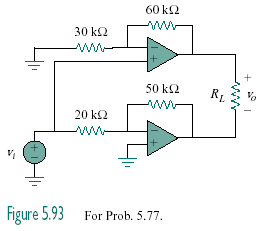 60 kΩ
30 kΩ
−
+
50 kΩ
+
R_L
v_o
−
20 kΩ
−
+
v_i
+
−
Figure 5.93 For Prob. 5.77.